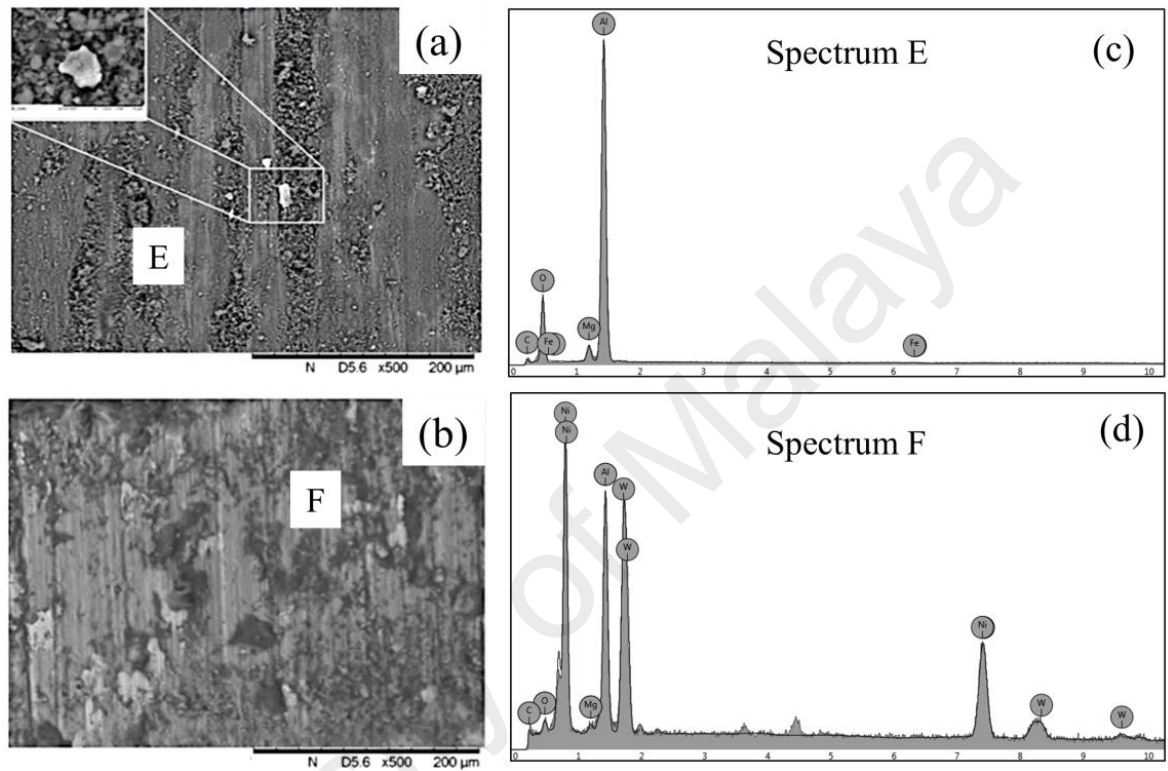 (a)
E
N D5.6 x500 200 µm
Spectrum E
(c)
Al
O
Mg
C
Fe
Fe
0 1 2 3 4 5 6 7 8 9 10
(b)
F
N D5.6 x500 200 µm
Spectrum F
(d)
Ni
Ni
Al
W
W
Ni
W
W
C
O
Mg
0 1 2 3 4 5 6 7 8 9 10
of Malaya